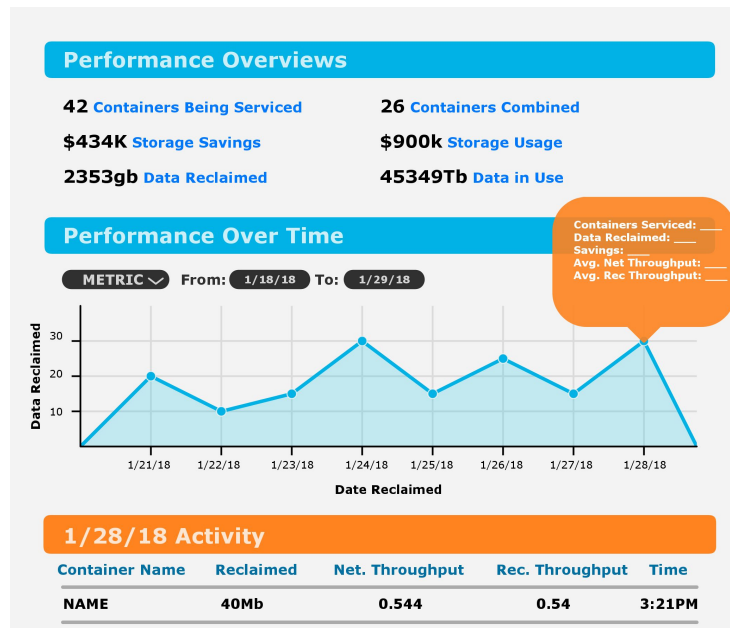 Performance Overviews
42 Containers Being Serviced
26 Containers Combined
$434K Storage Savings
$900k Storage Usage
2353gb Data Reclaimed
45349Tb Data in Use
Performance Over Time
Containers Serviced: ___
Data Reclaimed: ___
Savings: ___
Avg. Net Throughput: ___
Avg. Rec Throughput: ___
METRIC From: 1/18/18 To: 1/29/18
Data Reclaimed
30
20
10
1/21/18 1/22/18 1/23/18 1/24/18 1/25/18 1/26/18 1/27/18 1/28/18
Date Reclaimed
1/28/18 Activity
Container Name Reclaimed Net. Throughput Rec. Throughput Time
NAME 40Mb 0.544 0.54 3:21PM